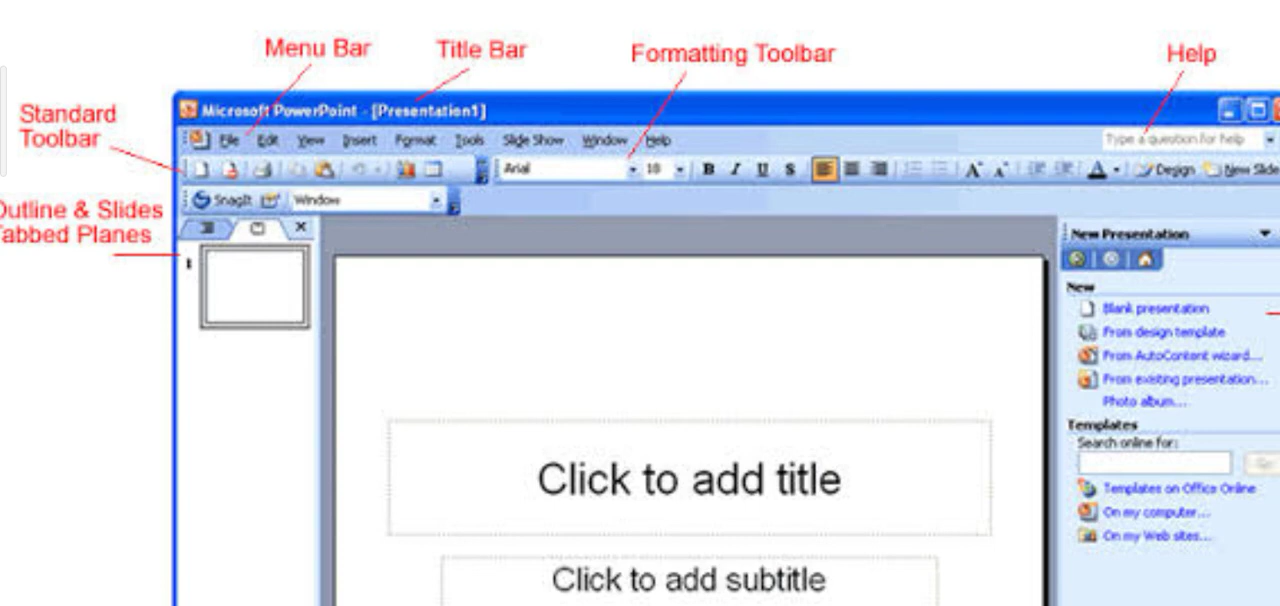 Menu Bar
Title Bar
Formatting Toolbar
Help
Standard
Toolbar
Outline & Slides
Tabbed Planes
Microsoft PowerPoint - [Presentation1]
File Edit View Insert Format Tools Slide Show Window Help
Type a question for help
Arial 18 B I U S A A A Design New Slide
SnagIt Window
1
Click to add title
Click to add subtitle
New Presentation
New
Blank presentation
From design template
From AutoContent wizard...
From existing presentation...
Photo album...
Templates
Search online for:
Templates on Office Online
On my computer...
On my Web sites...